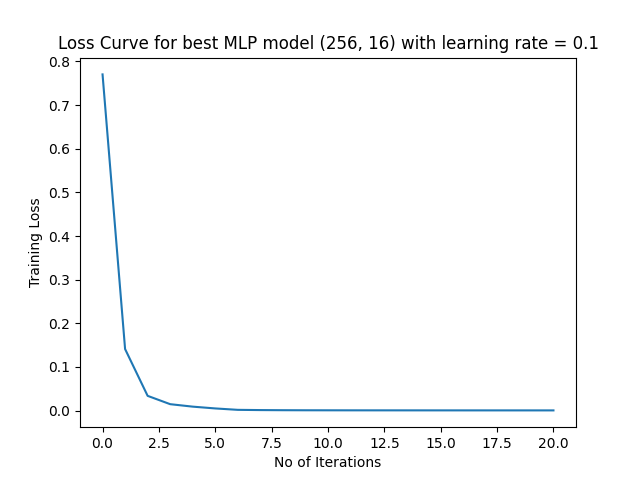 Loss Curve for best MLP model (256, 16) with learning rate = 0.1
0.8
0.7
0.6
0.5
0.4
0.3
0.2
0.1
0.0
Training Loss
0.0 2.5 5.0 7.5 10.0 12.5 15.0 17.5 20.0
No of Iterations